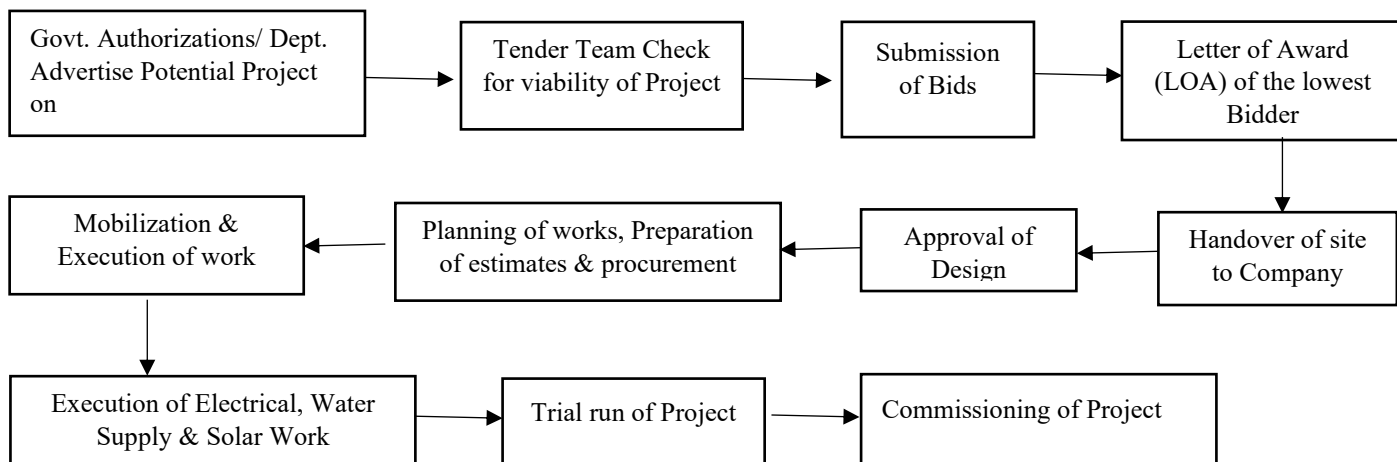 Govt. Authorizations/ Dept.
Advertise Potential Project
on
Tender Team Check
for viability of Project
Submission
of Bids
Letter of Award
(LOA) of the lowest
Bidder
Handover of site
to Company
Approval of
Design
Planning of works, Preparation
of estimates & procurement
Mobilization &
Execution of work
Execution of Electrical, Water
Supply & Solar Work
Trial run of Project
Commissioning of Project